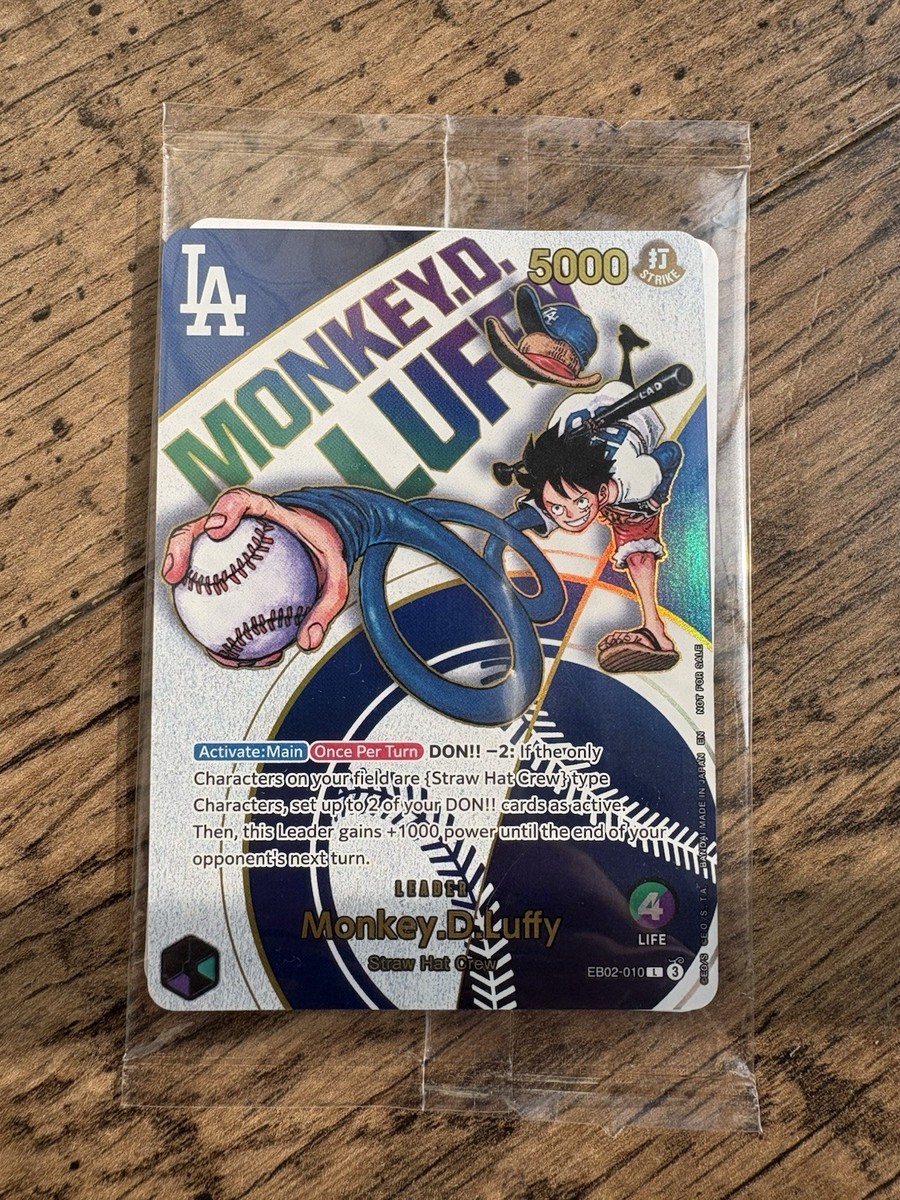 LA
MONKEY.D.
LUFFY
5000
打
STRIKE
LA
LAD
Activate:Main Once Per Turn DON!! −2: If the only
Characters on your field are {Straw Hat Crew} type
Characters, set up to 2 of your DON!! cards as active.
Then, this Leader gains +1000 power until the end of your
opponent's next turn.
LEADER
Monkey.D.Luffy
Straw Hat Crew
4
LIFE
EB02-010 L 3
BANDAI MADE IN JAPAN EN NOT FOR SALE